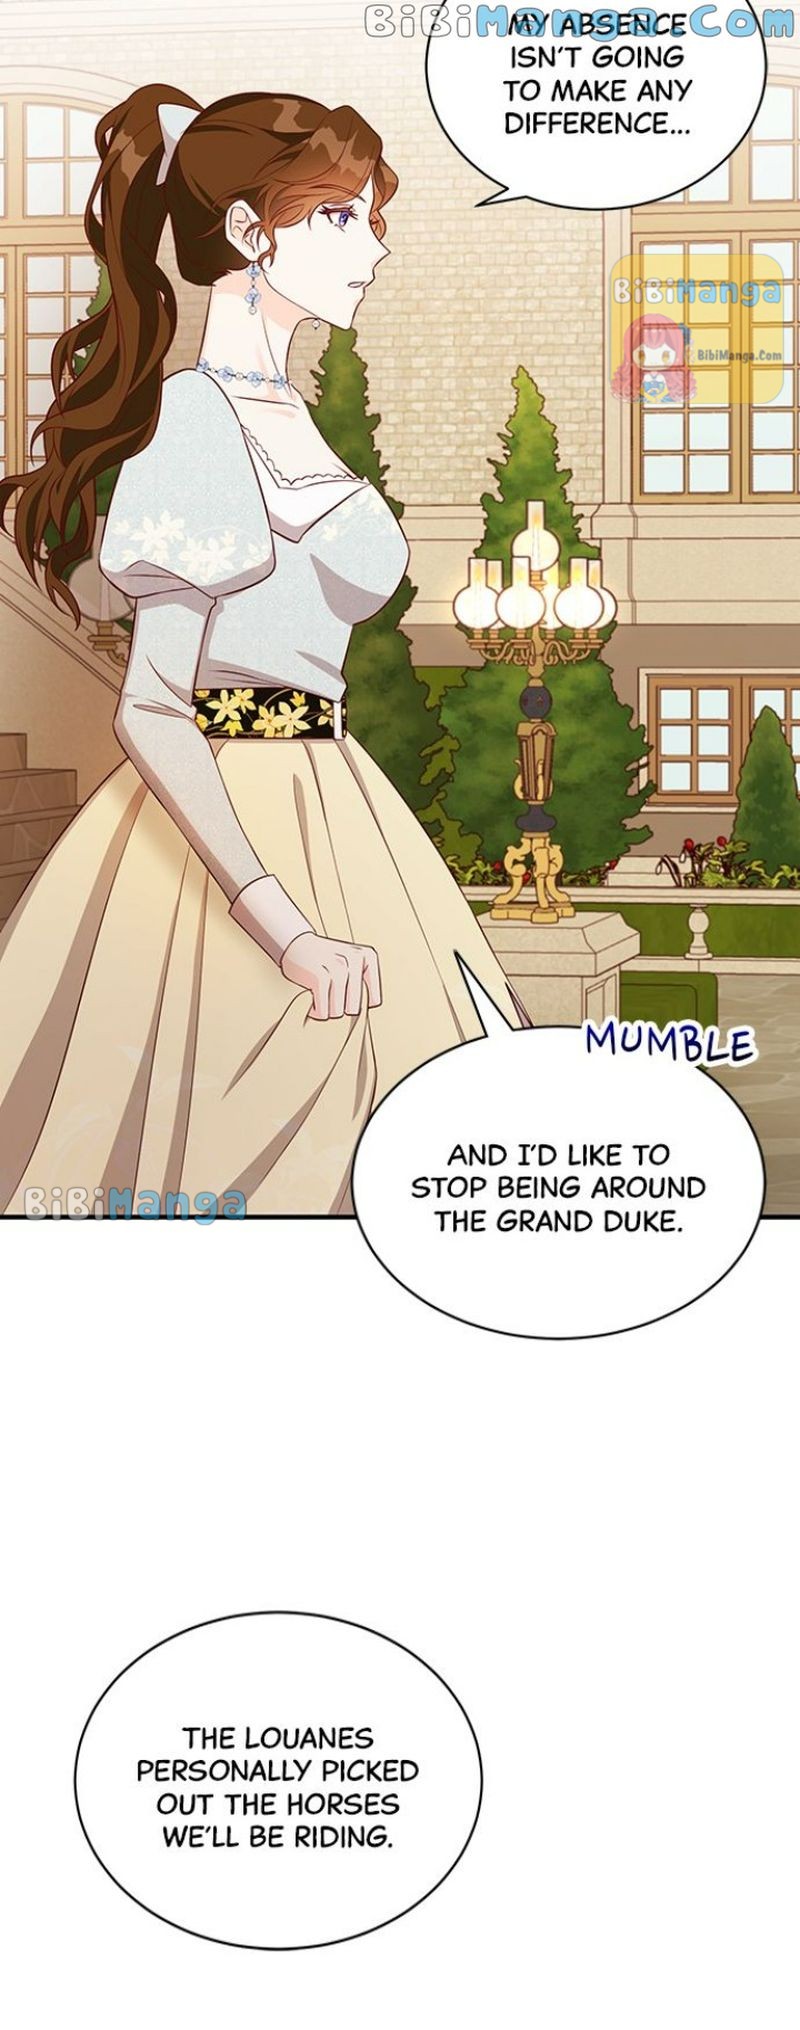 BiBiManga.Com
MY ABSENCE
ISN'T GOING
TO MAKE ANY
DIFFERENCE...
BiBiManga
BibiManga.Com
MUMBLE
AND I'D LIKE TO
STOP BEING AROUND
THE GRAND DUKE.
BiBiManga
THE LOUANES
PERSONALLY PICKED
OUT THE HORSES
WE'LL BE RIDING.